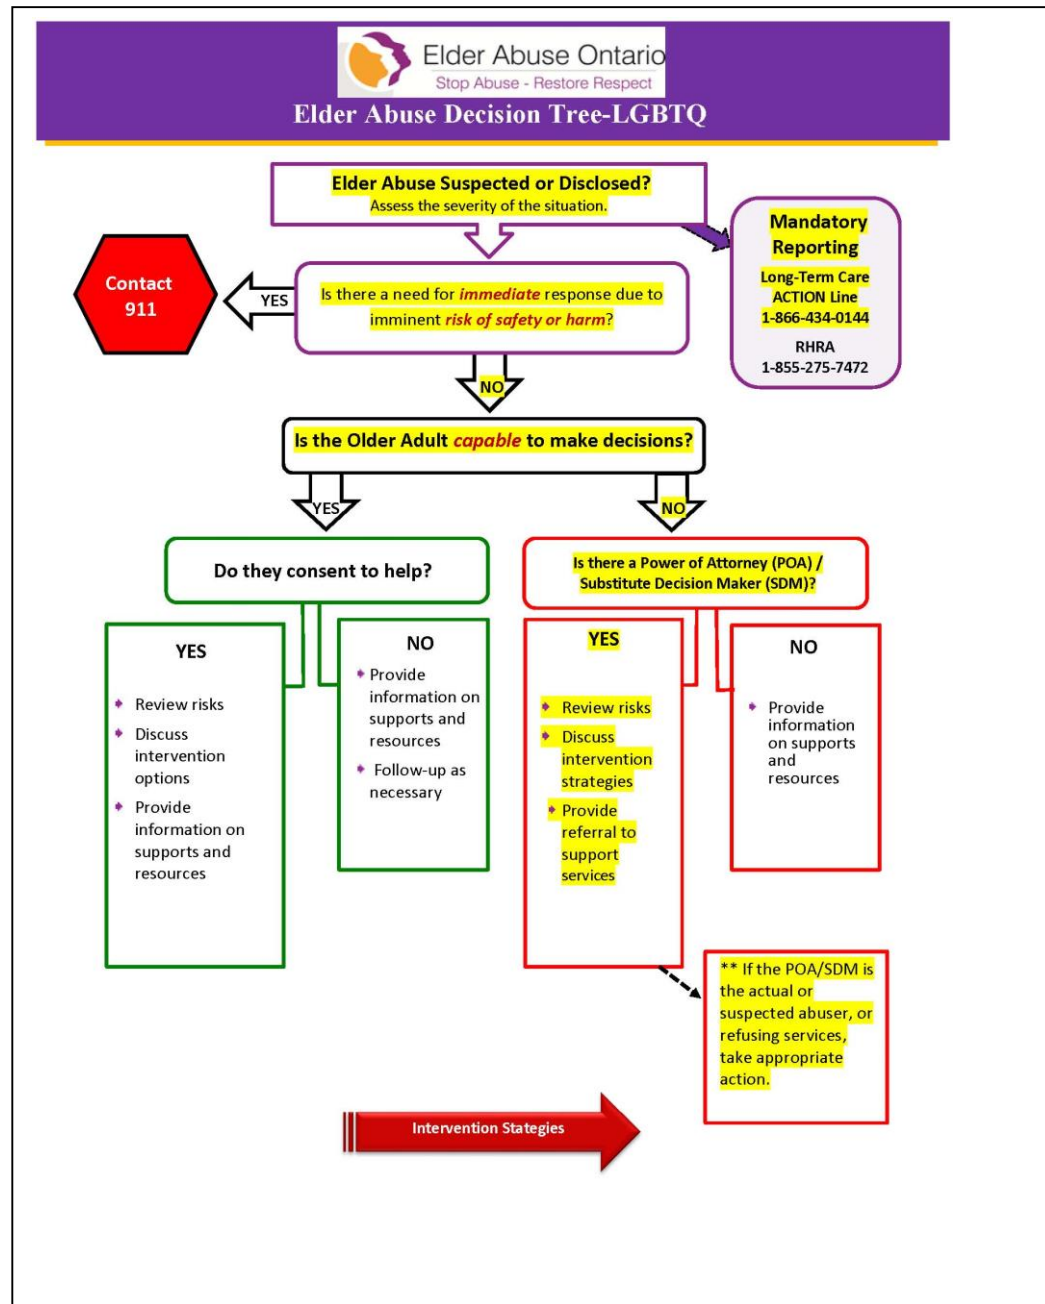 Elder Abuse Ontario
Stop Abuse - Restore Respect
Elder Abuse Decision Tree-LGBTQ
Elder Abuse Suspected or Disclosed?
Assess the severity of the situation.
Mandatory
Reporting
Long-Term Care
ACTION Line
1-866-434-0144
RHRA
1-855-275-7472
Contact
911
YES
Is there a need for immediate response due to
imminent risk of safety or harm?
NO
Is the Older Adult capable to make decisions?
YES
NO
Do they consent to help?
Is there a Power of Attorney (POA) /
Substitute Decision Maker (SDM)?
YES
Review risks
Discuss
intervention
options
Provide
information on
supports and
resources
NO
Provide
information on
supports and
resources
Follow-up as
necessary
YES
Review risks
Discuss
intervention
strategies
Provide
referral to
support
services
NO
Provide
information
on supports
and
resources
** If the POA/SDM is
the actual or
suspected abuser, or
refusing services,
take appropriate
action.
Intervention Stategies